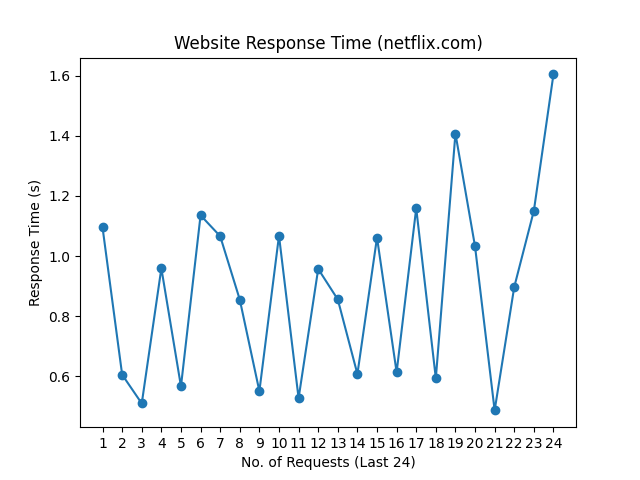 Website Response Time (netflix.com)
1.6
1.4
1.2
1.0
0.8
0.6
Response Time (s)
1 2 3 4 5 6 7 8 9 10 11 12 13 14 15 16 17 18 19 20 21 22 23 24
No. of Requests (Last 24)